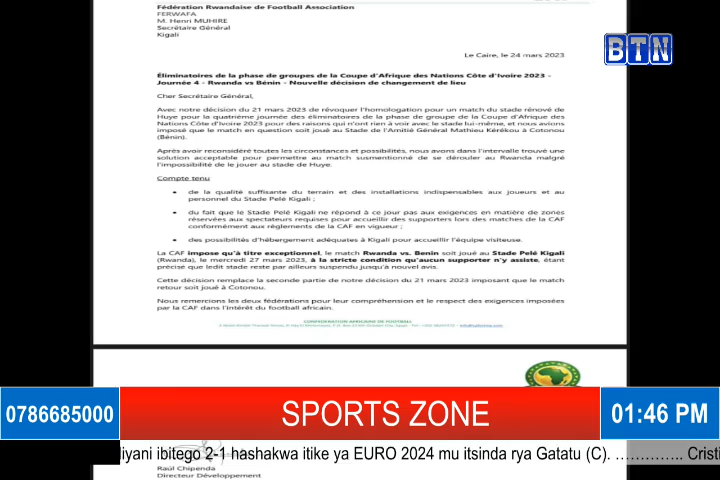 Fédération Rwandaise de Football Association
FERWAFA
M. Henri MUHIRE
Secrétaire Général
Kigali
Le Caire, le 24 mars 2023
BTN
Éliminatoires de la phase de groupes de la Coupe d'Afrique des Nations Côte d'Ivoire 2023 -
Journée 4 - Rwanda vs Bénin - Nouvelle décision de changement de lieu
Cher Secrétaire Général,
Avec notre décision du 21 mars 2023 de révoquer l'homologation pour un match du stade rénové de
Huye pour la quatrième journée des éliminatoires de la phase de groupe de la Coupe d'Afrique des
Nations Côte d'Ivoire 2023 pour des raisons qui n'ont rien à voir avec le stade lui-même, et nous avions
imposé que le match en question soit joué au Stade de l'Amitié Général Mathieu Kérékou à Cotonou
(Bénin).
Après avoir reconsidéré toutes les circonstances et possibilités, nous avons dans l'intervalle trouvé une
solution acceptable pour permettre au match susmentionné de se dérouler au Rwanda malgré
l'impossibilité de le jouer au stade de Huye.
Compte tenu
• de la qualité suffisante du terrain et des installations indispensables aux joueurs et au
personnel du Stade Pelé Kigali ;
• du fait que le Stade Pelé Kigali ne répond à ce jour pas aux exigences en matière de zones
réservées aux spectateurs requises pour accueillir des supporters lors des matches de la CAF
conformément aux règlements de la CAF en vigueur ;
• des possibilités d'hébergement adéquates à Kigali pour accueillir l'équipe visiteuse.
La CAF impose qu'à titre exceptionnel, le match Rwanda vs. Benin soit joué au Stade Pelé Kigali
(Rwanda), le mercredi 27 mars 2023, à la stricte condition qu'aucun supporter n'y assiste, étant
précisé que ledit stade reste par ailleurs suspendu jusqu'à nouvel avis.
Cette décision remplace la seconde partie de notre décision du 21 mars 2023 imposant que le match
retour soit joué à Cotonou.
Nous remercions les deux fédérations pour leur compréhension et le respect des exigences imposées
par la CAF dans l'intérêt du football africain.
CONFEDERATION AFRICAINE DE FOOTBALL
0786685000
SPORTS ZONE
01:46 PM
liyani ibitego 2-1 hashakwa itike ya EURO 2024 mu itsinda rya Gatatu (C). ………….. Cristi
Raúl Chipenda
Directeur Développement